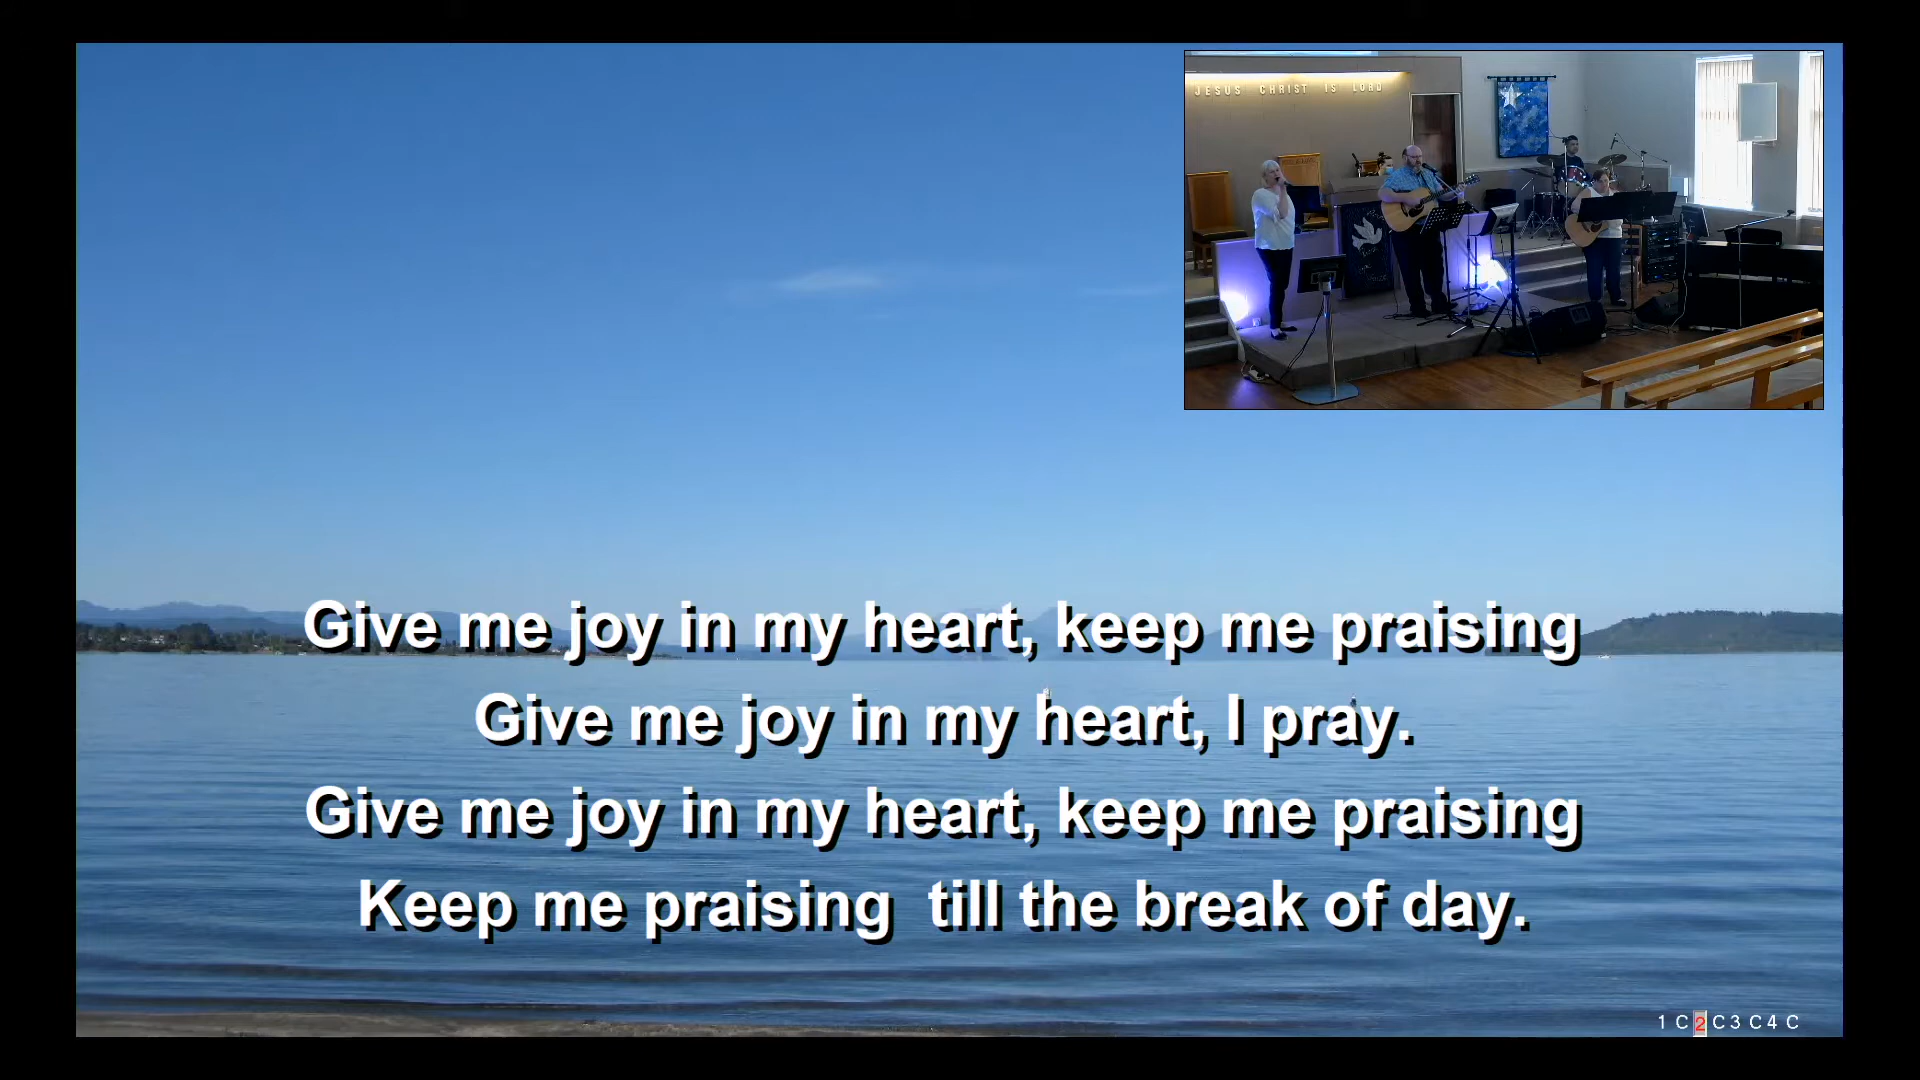 JESUS CHRIST IS LORD
Give me joy in my heart, keep me praising
Give me joy in my heart, I pray.
Give me joy in my heart, keep me praising
Keep me praising  till the break of day.
1 C 2 C 3 C 4 C